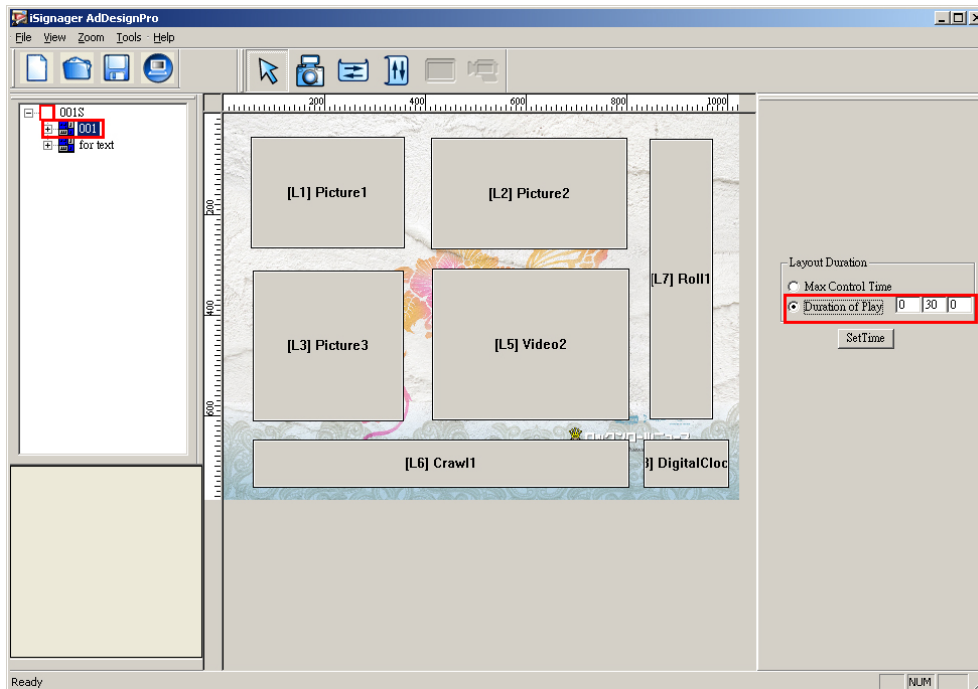 iSignager AdDesignPro
File View Zoom Tools Help
001S
001
for text
200 400 600 800 1000
200
400
600
[L1] Picture1
[L2] Picture2
[L7] Roll1
[L3] Picture3
[L5] Video2
[L6] Crawl1
] DigitalCloc
Layout Duration
Max Control Time
Duration of Play 0 30 0
SetTime
Ready
NUM